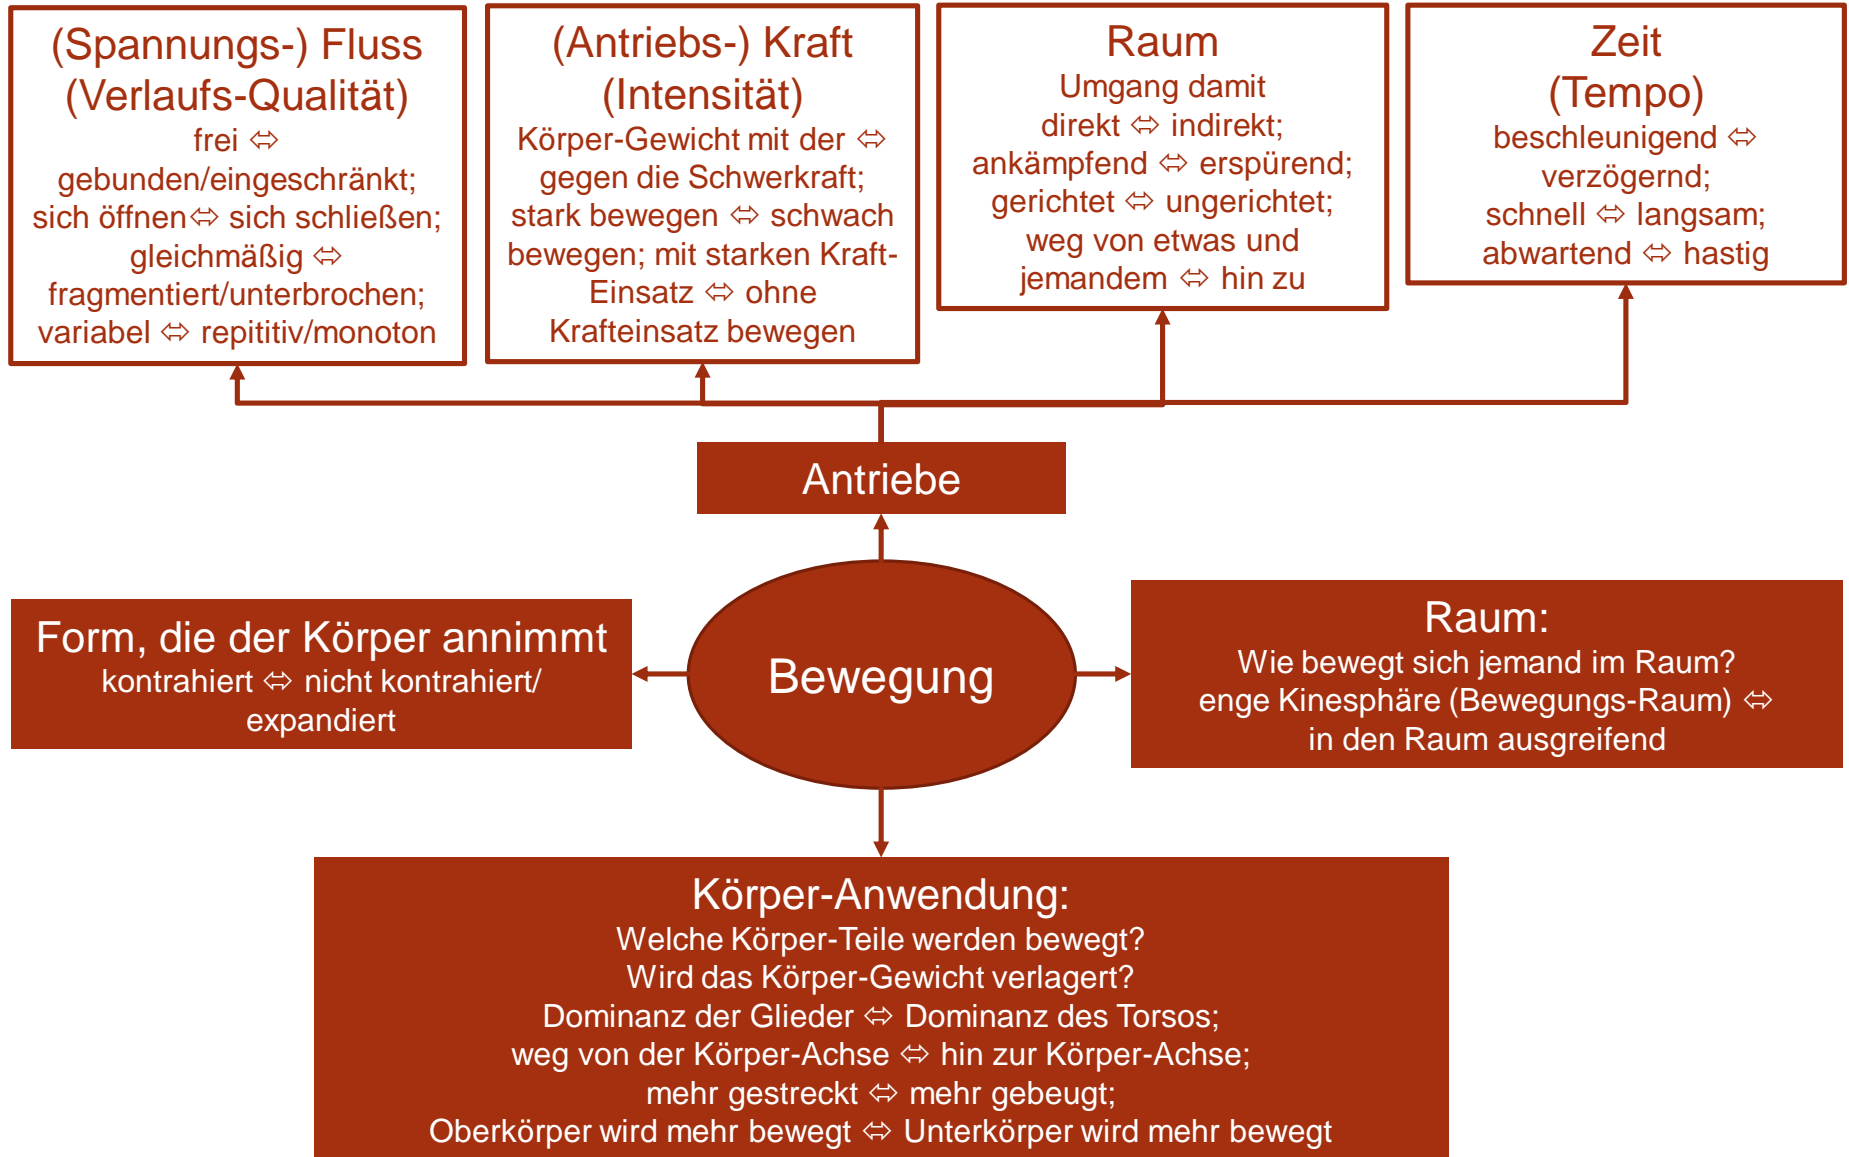 (Spannungs-) Fluss
(Verlaufs-Qualität)
frei ⬄
gebunden/eingeschränkt;
sich öffnen⬄ sich schließen;
gleichmäßig ⬄
fragmentiert/unterbrochen;
variabel ⬄ repititiv/monoton
(Antriebs-) Kraft
(Intensität)
Körper-Gewicht mit der ⬄
gegen die Schwerkraft;
stark bewegen ⬄ schwach
bewegen; mit starken Kraft-
Einsatz ⬄ ohne
Krafteinsatz bewegen
Raum
Umgang damit
direkt ⬄ indirekt;
ankämpfend ⬄ erspürend;
gerichtet ⬄ ungerichtet;
weg von etwas und
jemandem ⬄ hin zu
Zeit
(Tempo)
beschleunigend ⬄
verzögernd;
schnell ⬄ langsam;
abwartend ⬄ hastig
Antriebe
Form, die der Körper annimmt
kontrahiert ⬄ nicht kontrahiert/
expandiert
Bewegung
Raum:
Wie bewegt sich jemand im Raum?
enge Kinesphäre (Bewegungs-Raum) ⬄
in den Raum ausgreifend
Körper-Anwendung:
Welche Körper-Teile werden bewegt?
Wird das Körper-Gewicht verlagert?
Dominanz der Glieder ⬄ Dominanz des Torsos;
weg von der Körper-Achse ⬄ hin zur Körper-Achse;
mehr gestreckt ⬄ mehr gebeugt;
Oberkörper wird mehr bewegt ⬄ Unterkörper wird mehr bewegt